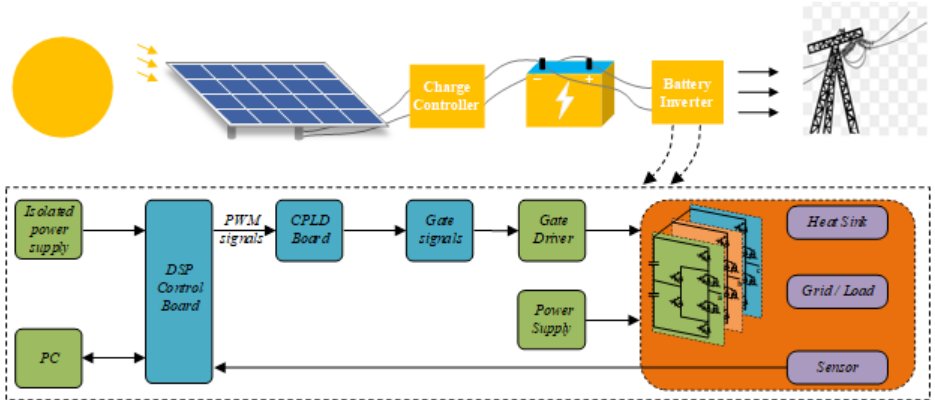 Charge
Controller
− +
Battery
Inverter
Isolated
power
supply
DSP
Control
Board
PWM
signals
CPLD
Board
Gate
signals
Gate
Driver
Heat Sink
Grid / Load
Power
Supply
PC
Sensor